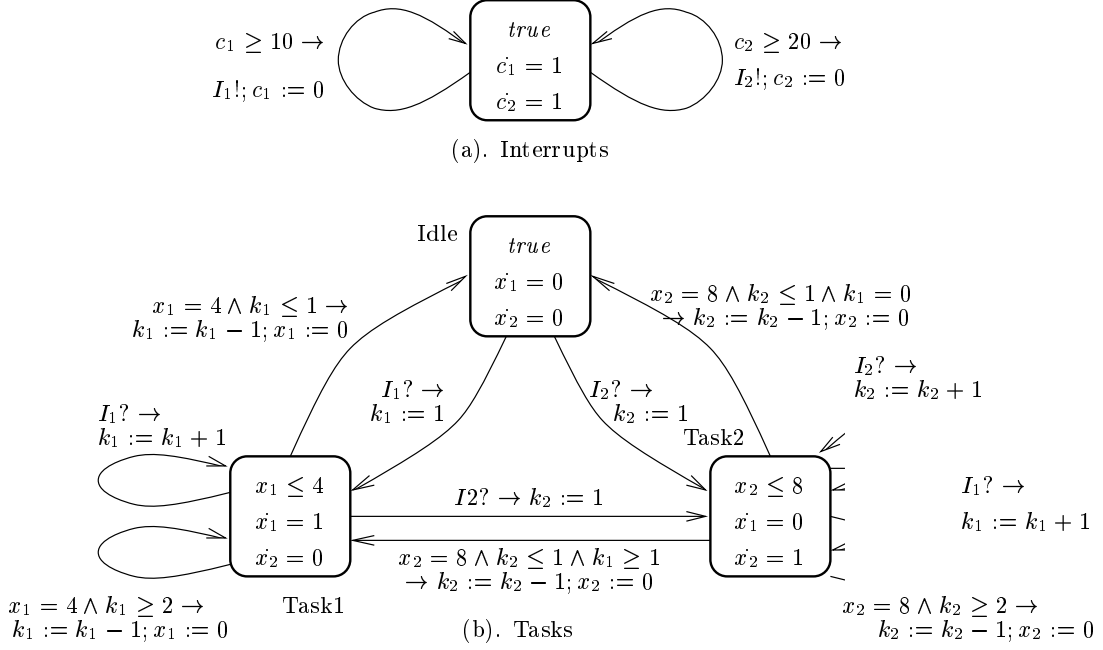 true
c₁ ≥ 10 →
c₂ ≥ 20 →
ċ₁ = 1
I₁!; c₁ := 0
I₂!; c₂ := 0
ċ₂ = 1
(a). Interrupts
Idle
true
ẋ₁ = 0
x₁ = 4 ∧ k₁ ≤ 1 →
x₂ = 8 ∧ k₂ ≤ 1 ∧ k₁ = 0
ẋ₂ = 0
k₁ := k₁ − 1; x₁ := 0
→ k₂ := k₂ − 1; x₂ := 0
I₂? →
k₂ := k₂ + 1
I₁? →
k₁ := 1
I₂? →
k₂ := 1
I₁? →
k₁ := k₁ + 1
Task2
x₁ ≤ 4
ẋ₁ = 1
ẋ₂ = 0
I2? → k₂ := 1
x₂ = 8 ∧ k₂ ≤ 1 ∧ k₁ ≥ 1
→ k₂ := k₂ − 1; x₂ := 0
x₂ ≤ 8
ẋ₁ = 0
ẋ₂ = 1
I₁? →
k₁ := k₁ + 1
x₁ = 4 ∧ k₁ ≥ 2 →
k₁ := k₁ − 1; x₁ := 0
Task1
x₂ = 8 ∧ k₂ ≥ 2 →
k₂ := k₂ − 1; x₂ := 0
(b). Tasks